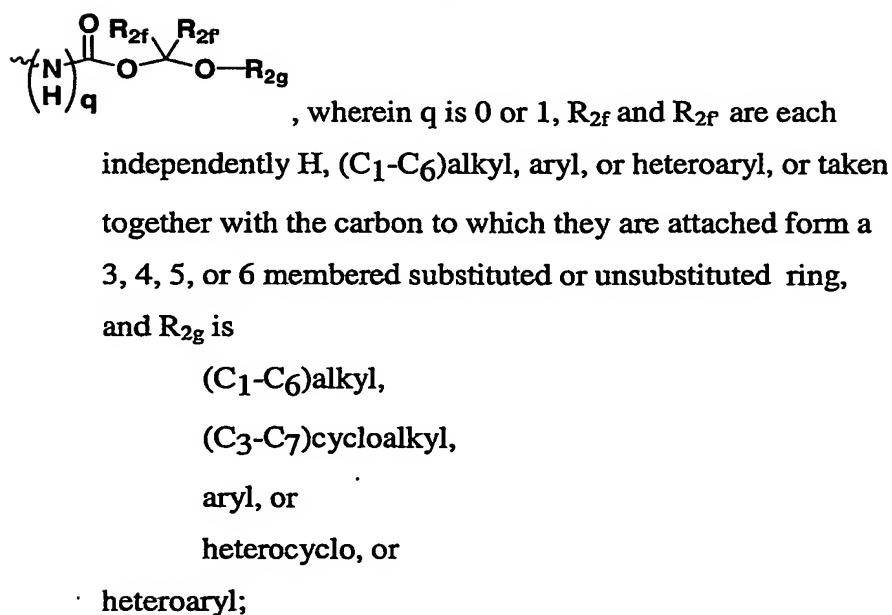 O R2f R2f'
N O O—R2g
(H)q
, wherein q is 0 or 1, R2f and R2f' are each
independently H, (C1-C6)alkyl, aryl, or heteroaryl, or taken
together with the carbon to which they are attached form a
3, 4, 5, or 6 membered substituted or unsubstituted ring,
and R2g is
(C1-C6)alkyl,
(C3-C7)cycloalkyl,
aryl, or
heterocyclo, or
heteroaryl;